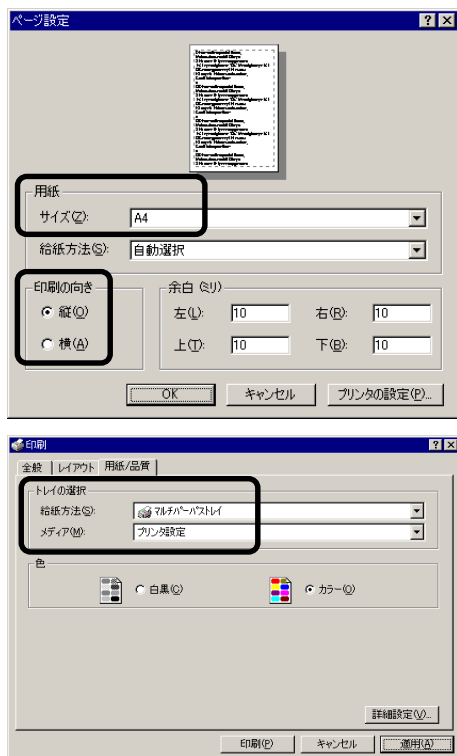 ページ設定
用紙
サイズ(Z): A4
給紙方法(S): 自動選択
印刷の向き
縦(O)
横(A)
余白 (ミリ)
左(L): 10 右(R): 10
上(T): 10 下(B): 10
OK キャンセル プリンタの設定(P)...
印刷
全般 レイアウト 用紙/品質
トレイの選択
給紙方法(S): マルチパーパストレイ
メディア(M): プリンタ設定
色
白黒(C) カラー(O)
詳細設定(V)...
印刷(P) キャンセル 適用(A)